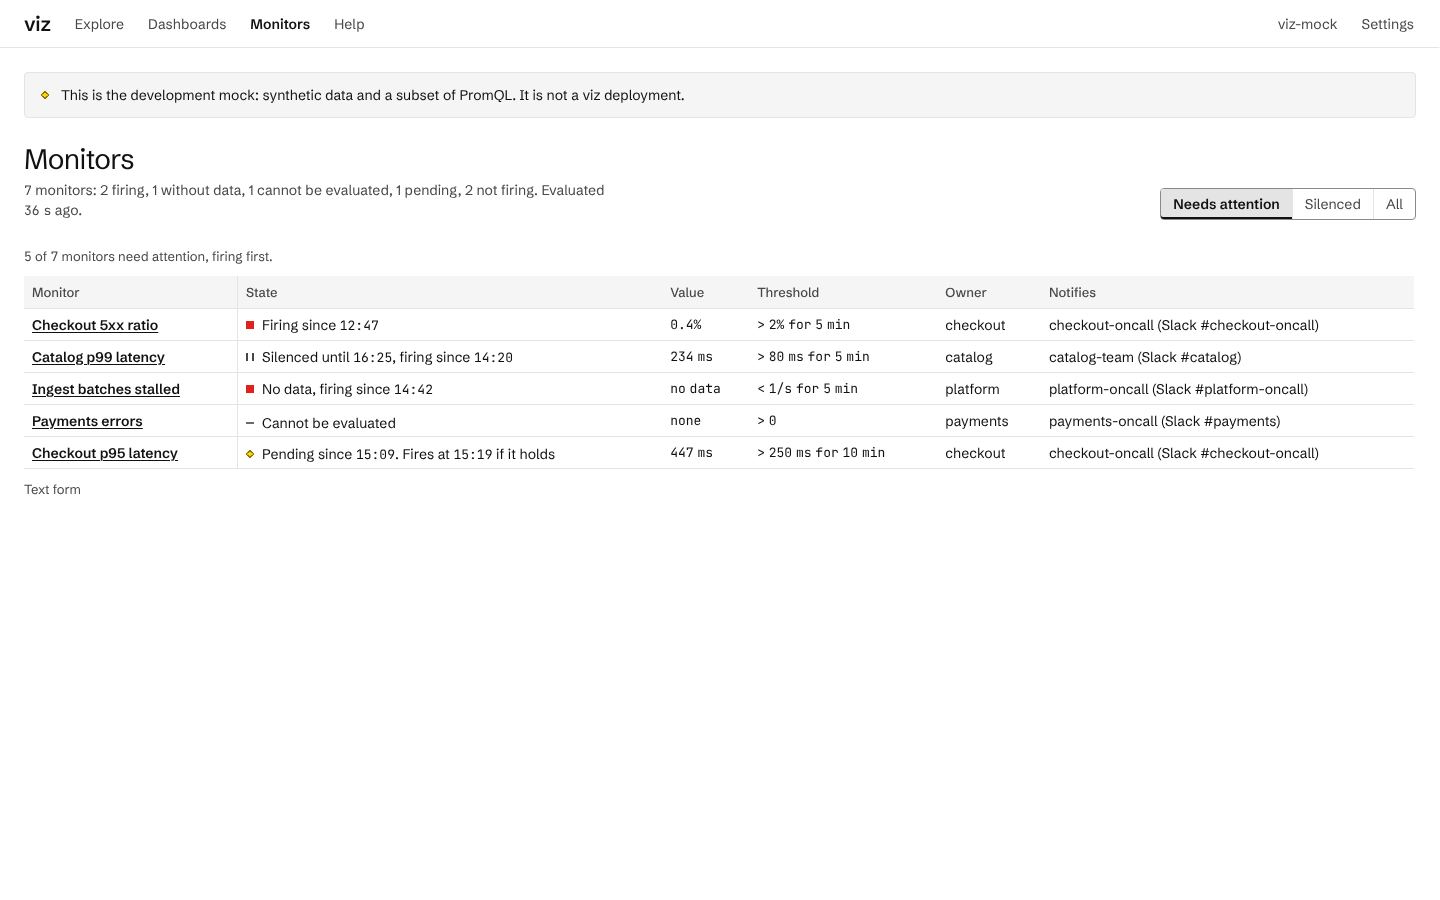 viz Explore Dashboards Monitors Help viz-mock Settings
This is the development mock: synthetic data and a subset of PromQL. It is not a viz deployment.
Monitors
7 monitors: 2 firing, 1 without data, 1 cannot be evaluated, 1 pending, 2 not firing. Evaluated
36 s ago.
Needs attention Silenced All
5 of 7 monitors need attention, firing first.
Monitor State Value Threshold Owner Notifies
Checkout 5xx ratio Firing since 12:47 0.4% > 2% for 5 min checkout checkout-oncall (Slack #checkout-oncall)
Catalog p99 latency Silenced until 16:25, firing since 14:20 234 ms > 80 ms for 5 min catalog catalog-team (Slack #catalog)
Ingest batches stalled No data, firing since 14:42 no data < 1/s for 5 min platform platform-oncall (Slack #platform-oncall)
Payments errors Cannot be evaluated none > 0 payments payments-oncall (Slack #payments)
Checkout p95 latency Pending since 15:09. Fires at 15:19 if it holds 447 ms > 250 ms for 10 min checkout checkout-oncall (Slack #checkout-oncall)
Text form